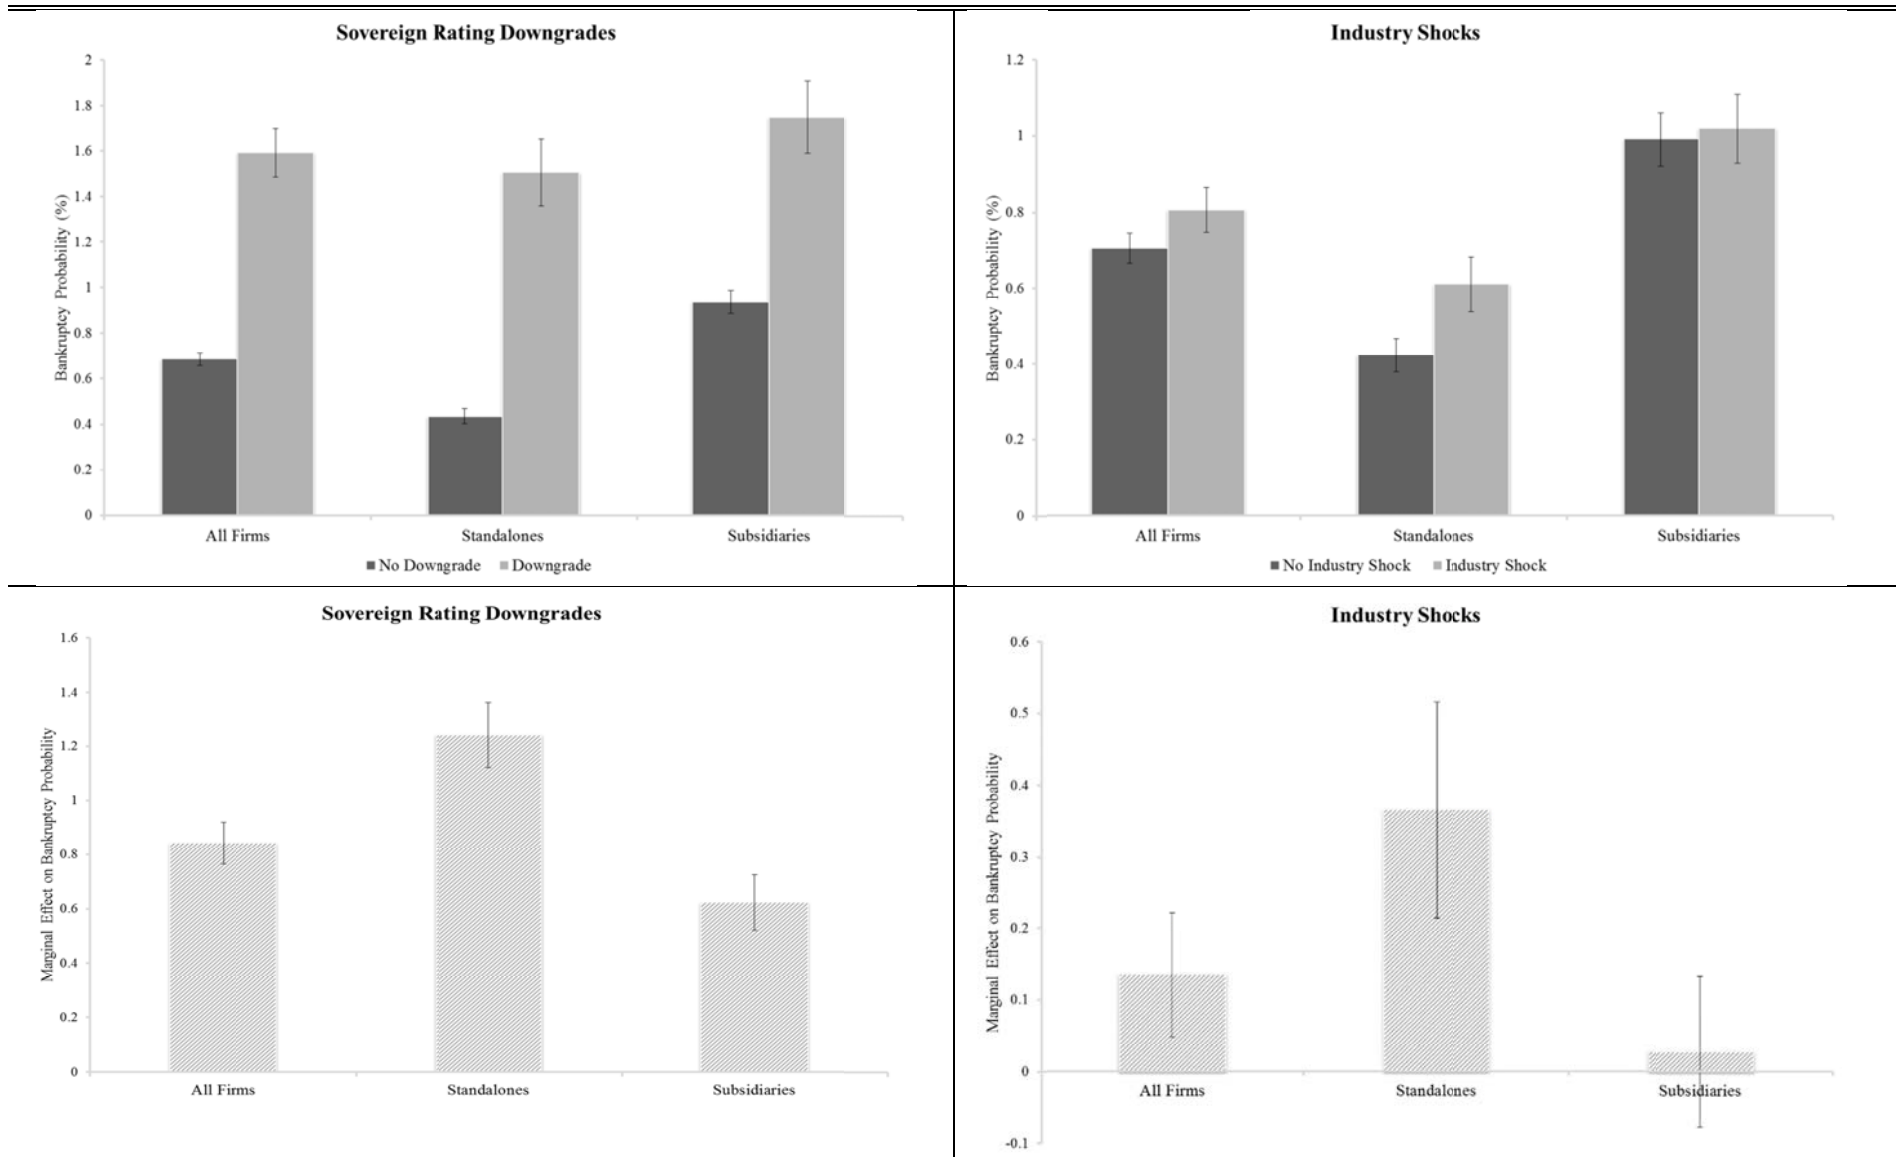 Sovereign Rating Downgrades
Bankruptcy Probability (%)
2
1.8
1.6
1.4
1.2
1
0.8
0.6
0.4
0.2
0
All Firms Standalones Subsidiaries
No Downgrade Downgrade
Industry Shocks
Bankruptcy Probability (%)
1.2
1
0.8
0.6
0.4
0.2
0
All Firms Standalones Subsidiaries
No Industry Shock Industry Shock
Sovereign Rating Downgrades
Marginal Effect on Bankruptcy Probability
1.6
1.4
1.2
1
0.8
0.6
0.4
0.2
0
All Firms Standalones Subsidiaries
Industry Shocks
Marginal Effect on Bankruptcy Probability
0.6
0.5
0.4
0.3
0.2
0.1
0
All Firms Standalones Subsidiaries
-0.1